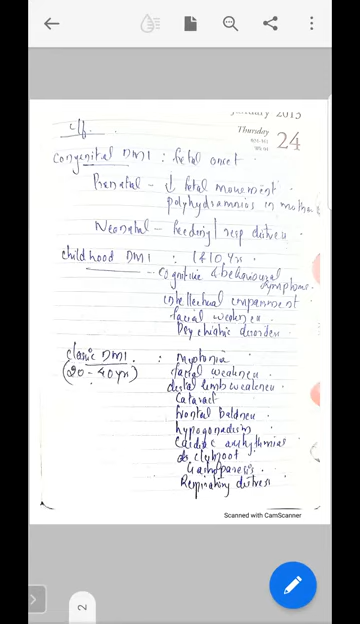 January 2013
Thursday
24
c/f.
Congenital DM1 : fetal onset
Prenatal - ↓ fetal movement
polyhydramnios in mother
Neonatal - feeding | resp distress
Childhood DM1 : 1 & 10 yrs
- Cognitive & behavioural
symptoms
intellectual impairment
facial weakness
Psychiatric disorders
classic DM1 : myotonia
(20-40 yrs) facial weakness
distal limb weakness
Cataract
frontal baldness
hypogonadism
Cardiac arrhythmias
clubfoot
Gastroparesis
Respiratory distress
Scanned with CamScanner
2